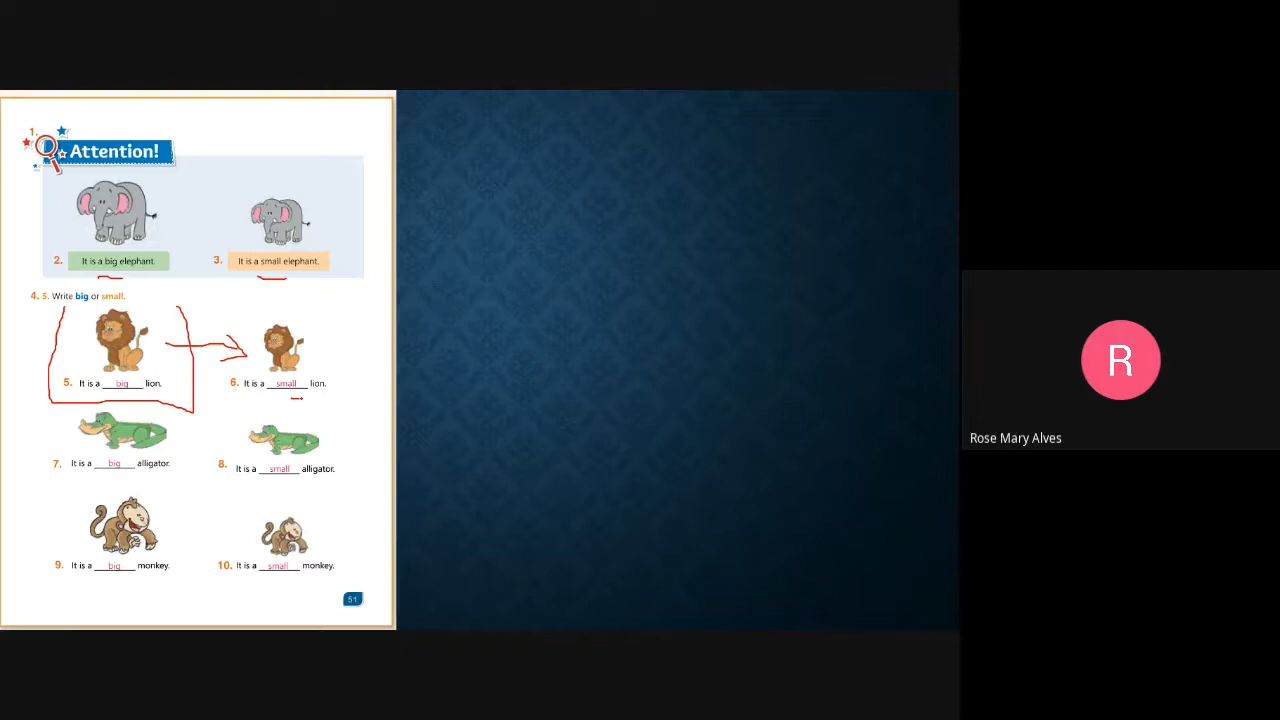 1.
Attention!
2. It is a big elephant.
3. It is a small elephant.
4. 5. Write big or small.
5. It is a big lion.
6. It is a small lion.
7. It is a big alligator.
8. It is a small alligator.
9. It is a big monkey.
10. It is a small monkey.
51
R
Rose Mary Alves